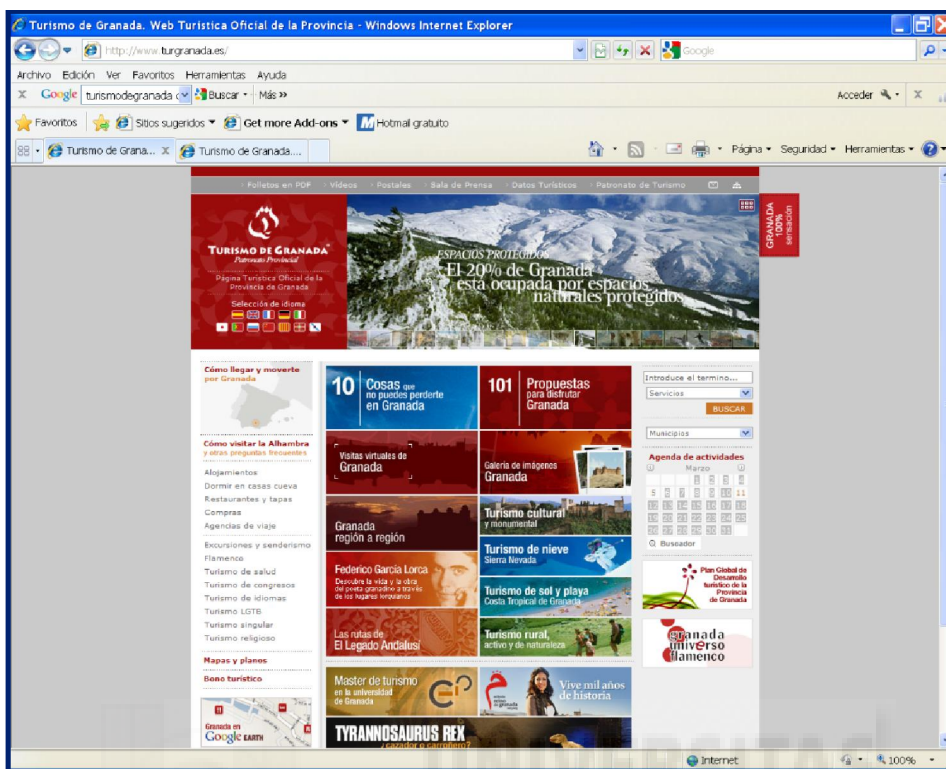 Turismo de Granada. Web Turística Oficial de la Provincia - Windows Internet Explorer
http://www.turgranada.es/
Google
Archivo Edición Ver Favoritos Herramientas Ayuda
X Google turismodegranada Buscar Más »
Acceder X
Favoritos Sitios sugeridos Get more Add-ons Hotmail gratuito
Turismo de Grana... X Turismo de Granada....
Página Seguridad Herramientas
Folletos en PDF Vídeos Postales Sala de Prensa Datos Turísticos Patronato de Turismo
TURISMO DE GRANADA
Patronato Provincial
Página Turística Oficial de la
Provincia de Granada
Selección de idioma
ESPACIOS PROTEGIDOS
El 20% de Granada
está ocupada por espacios
naturales protegidos
GRANADA
100%
sensación
Cómo llegar y moverte
por Granada
Cómo visitar la Alhambra
y otras preguntas frecuentes
Alojamientos
Dormir en casas cueva
Restaurantes y tapas
Compras
Agencias de viaje
Excursiones y senderismo
Flamenco
Turismo de salud
Turismo de congresos
Turismo de idiomas
Turismo LGTB
Turismo singular
Turismo religioso
Mapas y planos
Bono turístico
Granada en
Google EARTH
10 Cosas que
no puedes perderte
en Granada
101 Propuestas
para disfrutar
Granada
Visitas virtuales de
Granada
Galería de imágenes
Granada
Granada
región a región
Turismo cultural
y monumental
Turismo de nieve
Sierra Nevada
Federico García Lorca
Descubre la vida y la obra
del poeta granadino a través
de los lugares lorquianos
Turismo de sol y playa
Costa Tropical de Granada
Las rutas de
El Legado Andalusí
Turismo rural,
activo y de naturaleza
Master de turismo
en la universidad
de Granada
Vive mil años
de historia
TYRANNOSAURUS REX
¿cazador o carroñero?
Introduce el termino...
Servicios
BUSCAR
Municipios
Agenda de actividades
Marzo
5
11
Buscador
Plan Global de
Desarrollo
turístico de la
Provincia
de Granada
granada
universo
flamenco
Internet
100%